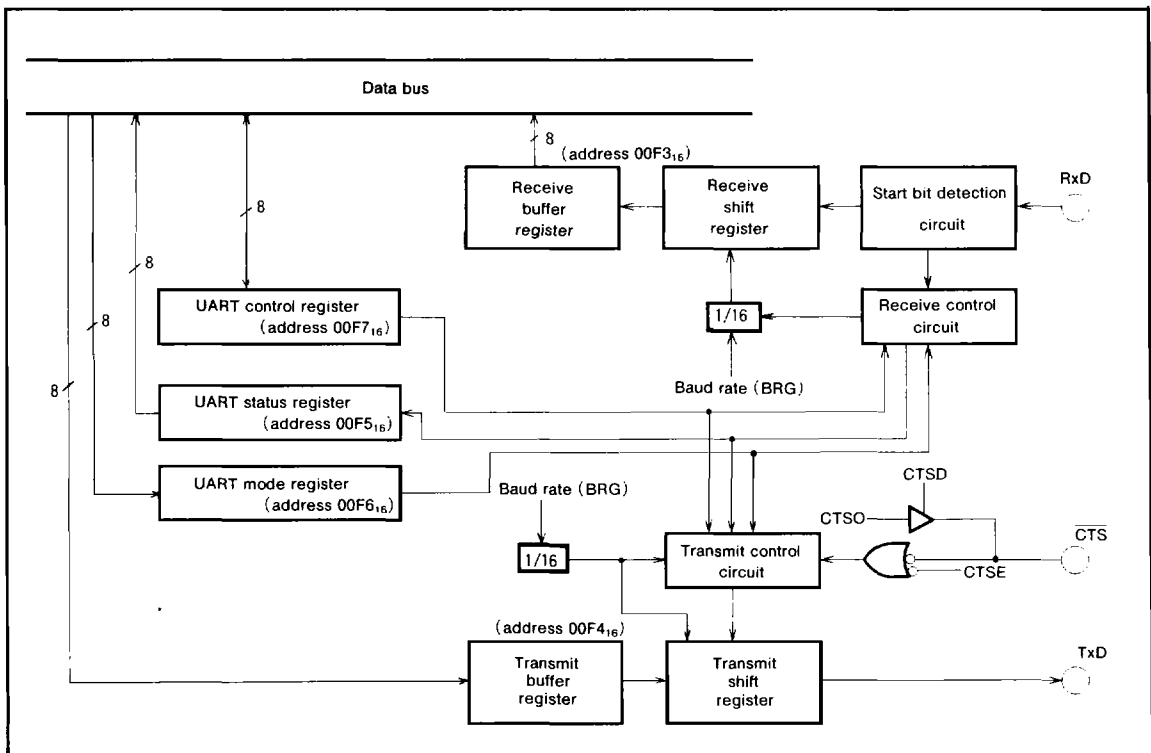 Data bus
8
(address 00F3₁₆)
Receive
buffer
register
Receive
shift
register
Start bit detection
circuit
RxD
8
8
8
8
UART control register
(address 00F7₁₆)
1/16
Receive control
circuit
Baud rate (BRG)
UART status register
(address 00F5₁₆)
UART mode register
(address 00F6₁₆)
Baud rate (BRG)
CTSD
CTSO
C̅T̅S̅
1/16
Transmit control
circuit
CTSE
(address 00F4₁₆)
Transmit
buffer
register
Transmit
shift
register
TxD